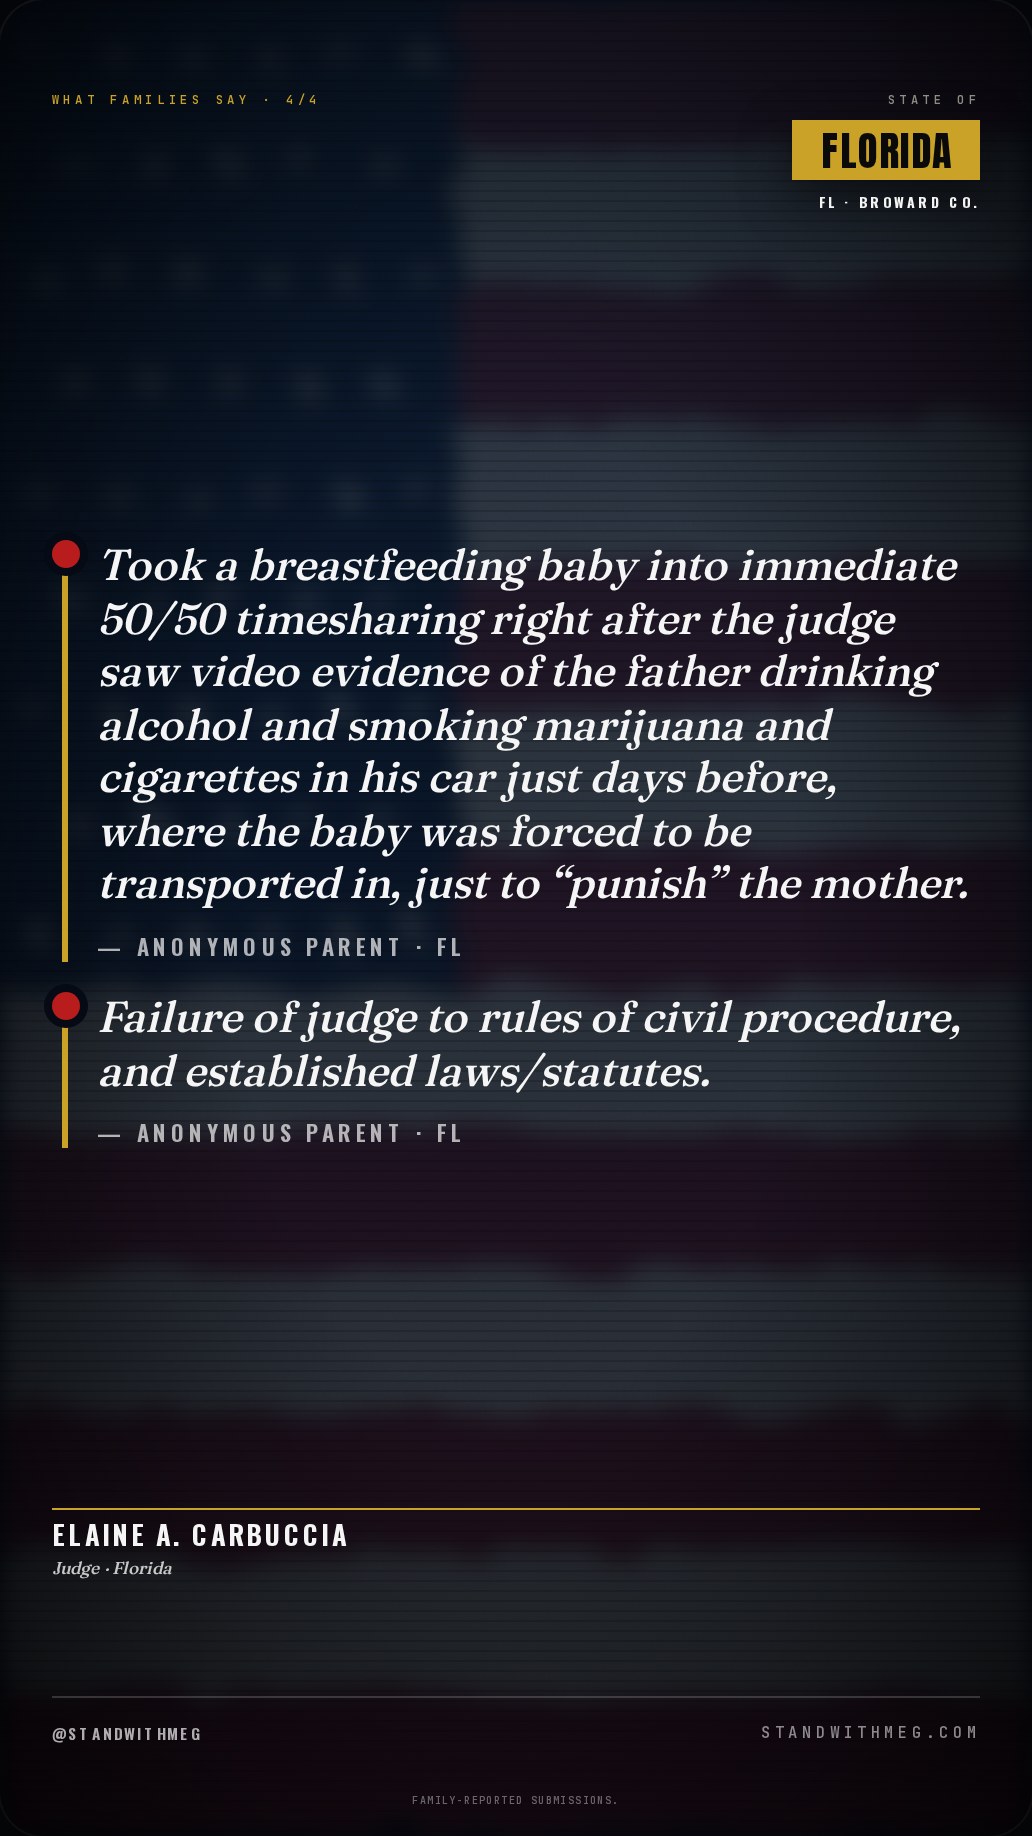 WHAT FAMILIES SAY · 4/4
STATE OF
FLORIDA
FL · BROWARD CO.
Took a breastfeeding baby into immediate
50/50 timesharing right after the judge
saw video evidence of the father drinking
alcohol and smoking marijuana and
cigarettes in his car just days before,
where the baby was forced to be
transported in, just to “punish” the mother.
— ANONYMOUS PARENT · FL
Failure of judge to rules of civil procedure,
and established laws/statutes.
— ANONYMOUS PARENT · FL
ELAINE A. CARBUCCIA
Judge · Florida
@STANDWITHMEG
STANDWITHMEG.COM
FAMILY-REPORTED SUBMISSIONS.